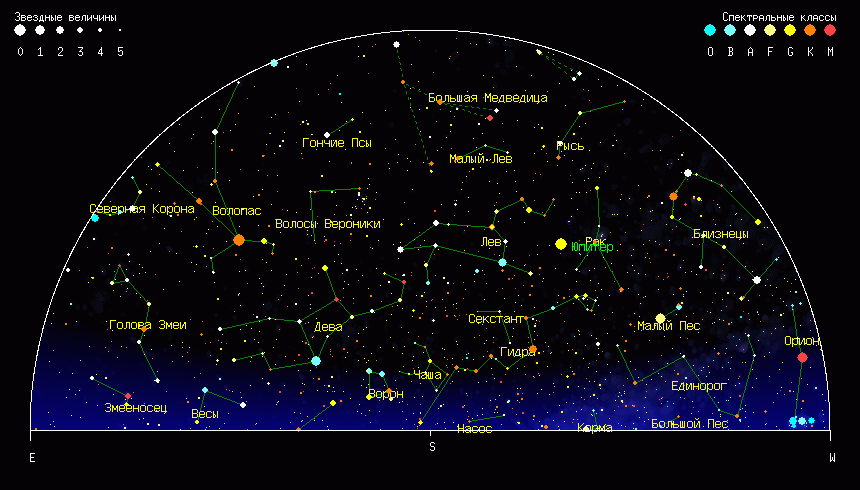 Звездные величины
0 1 2 3 4 5
Спектральные классы
O B A F G K M
Большая Медведица
Гончие Псы
Рысь
Малый Лев
Северная Корона
Волопас
Волосы Вероники
Лев
Рак
Юпитер
Близнецы
Голова Змеи
Дева
Секстант
Малый Пес
Гидра
Орион
Чаша
Единорог
Ворон
Змееносец
Весы
Насос
Корма
Большой Пес
E
S
W